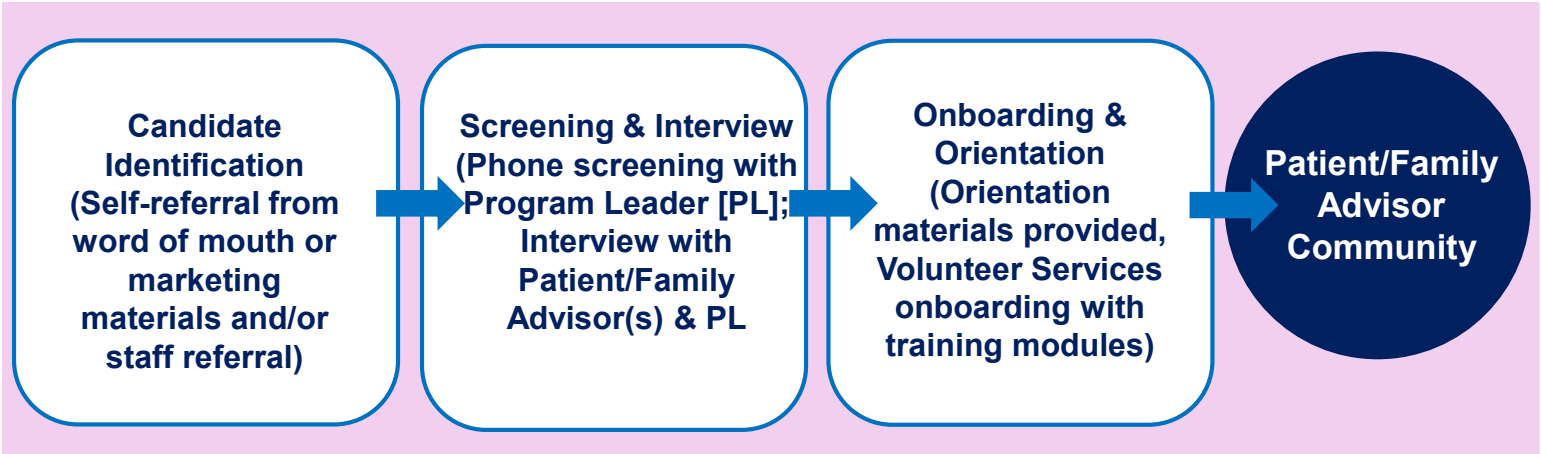 Candidate
Identification
(Self-referral from
word of mouth or
marketing
materials and/or
staff referral)
Screening & Interview
(Phone screening with
Program Leader [PL];
Interview with
Patient/Family
Advisor(s) & PL
Onboarding &
Orientation
(Orientation
materials provided,
Volunteer Services
onboarding with
training modules)
Patient/Family
Advisor
Community